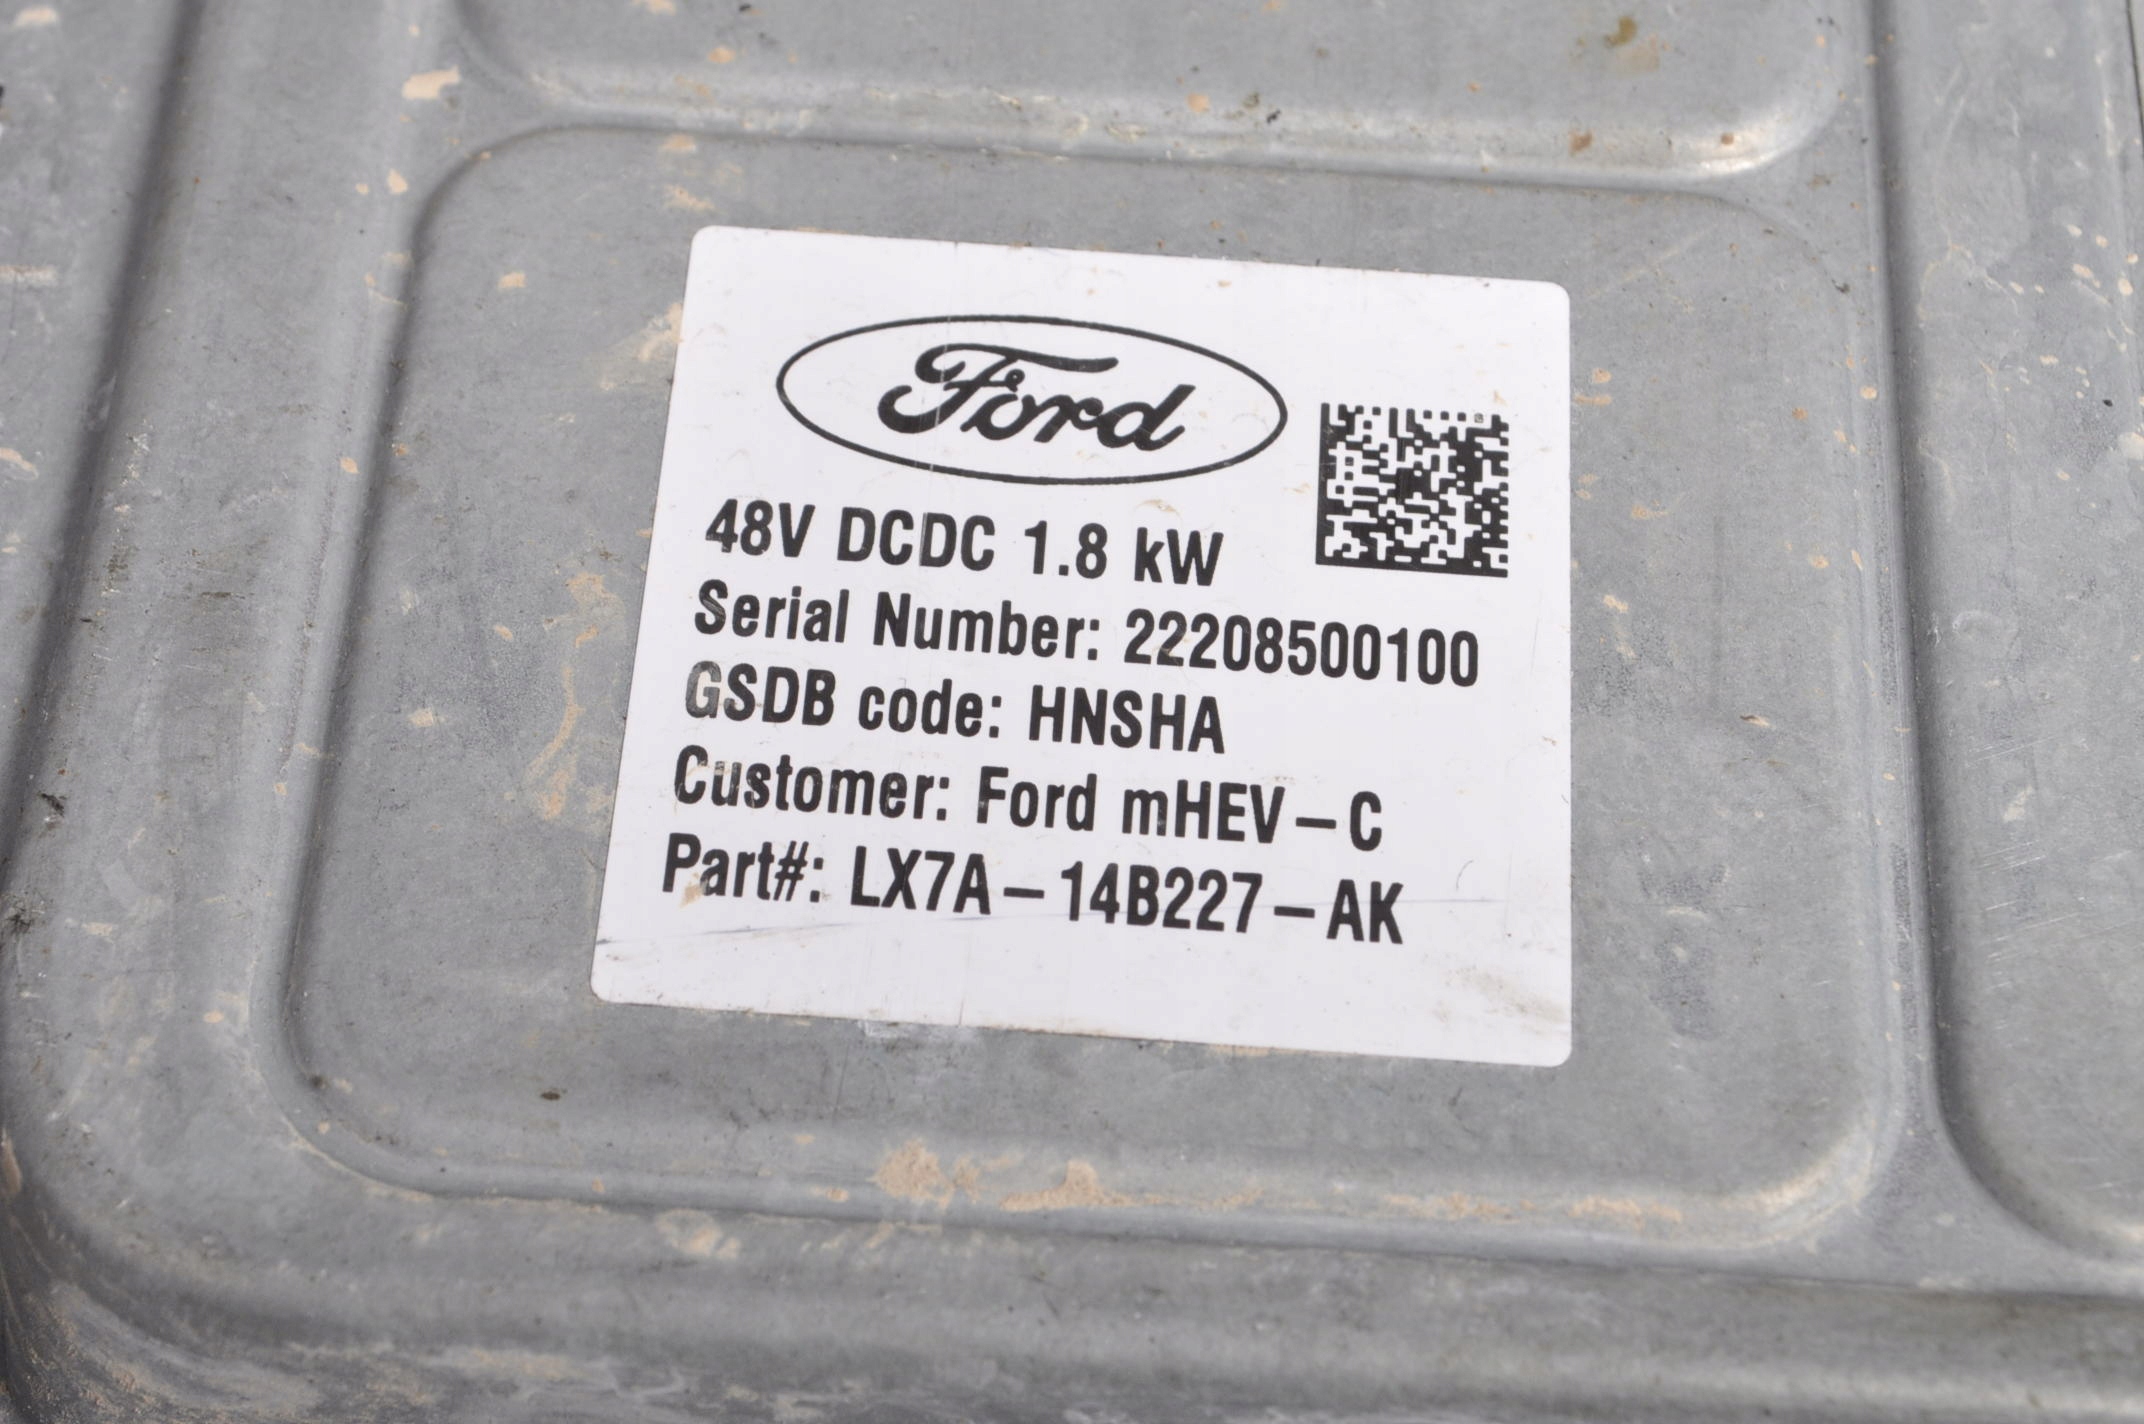 Ford
48V DCDC 1.8 kW
Serial Number: 22208500100
GSDB code: HNSHA
Customer: Ford mHEV-C
Part#: LX7A-14B227-AK